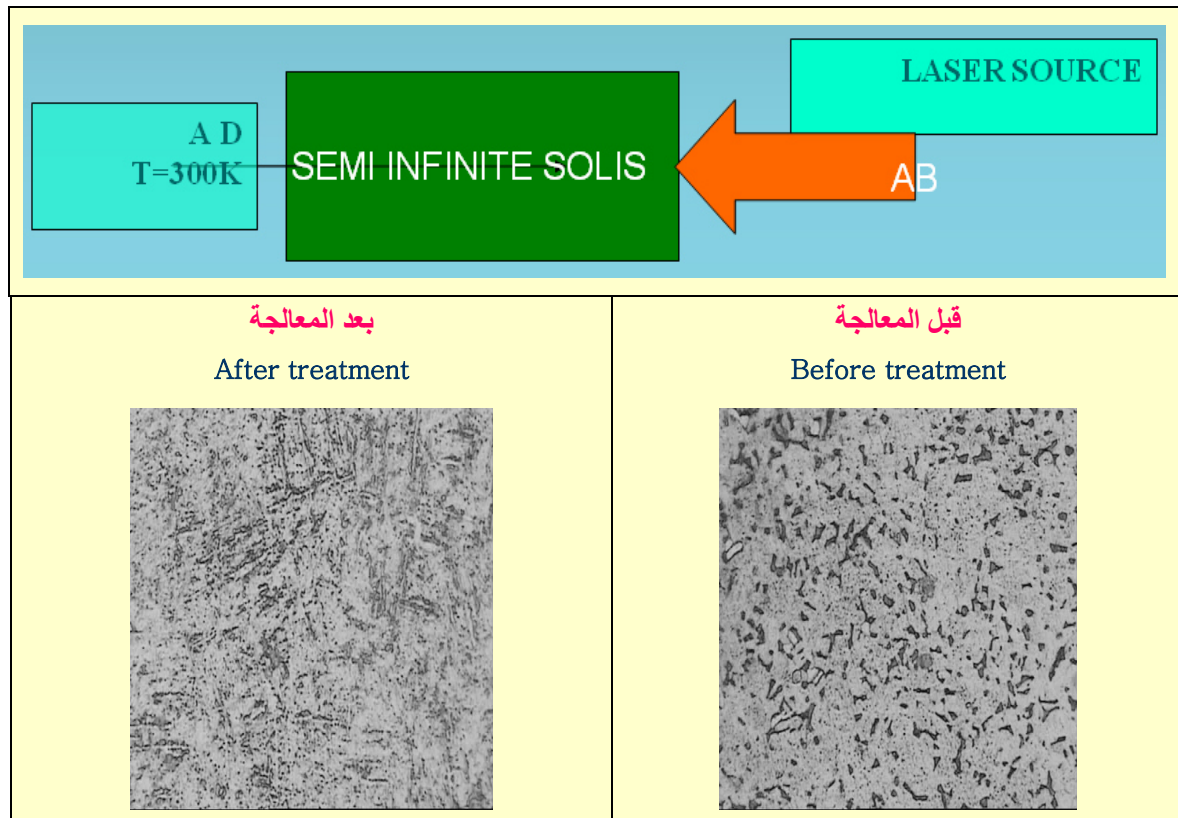 LASER SOURCE
A D
T=300K
SEMI INFINITE SOLIS
AB
قبل المعالجة
Before treatment
بعد المعالجة
After treatment